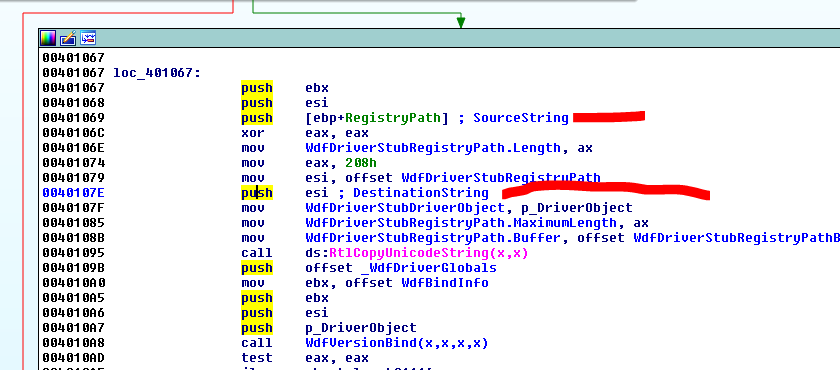 00401067
00401067 loc_401067:
00401067 push ebx
00401068 push esi
00401069 push [ebp+RegistryPath] ; SourceString
0040106C xor eax, eax
0040106E mov WdfDriverStubRegistryPath.Length, ax
00401074 mov eax, 208h
00401079 mov esi, offset WdfDriverStubRegistryPath
0040107E push esi ; DestinationString
0040107F mov WdfDriverStubDriverObject, p_DriverObject
00401085 mov WdfDriverStubRegistryPath.MaximumLength, ax
0040108B mov WdfDriverStubRegistryPath.Buffer, offset WdfDriverStubRegistryPathB
00401095 call ds:RtlCopyUnicodeString(x,x)
0040109B push offset _WdfDriverGlobals
004010A0 mov ebx, offset WdfBindInfo
004010A5 push ebx
004010A6 push esi
004010A7 push p_DriverObject
004010A8 call WdfVersionBind(x,x,x,x)
004010AD test eax, eax